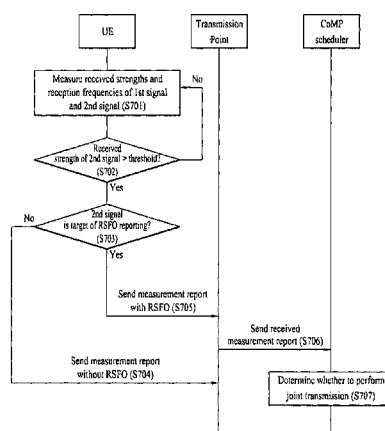 UE
Transmission
Point
CoMP
scheduler
Measure received strengths and
reception frequencies of 1st signal
and 2nd signal (S701)
No
Received
strength of 2nd signal > threshold?
(S702)
Yes
No
2nd signal
is target of RSFO reporting?
(S703)
Yes
Send measurement report
with RSFO (S705)
Send received
measurement report (S706)
Send measurement report
without RSFO (S704)
Determine whether to perform
joint transmission (S707)